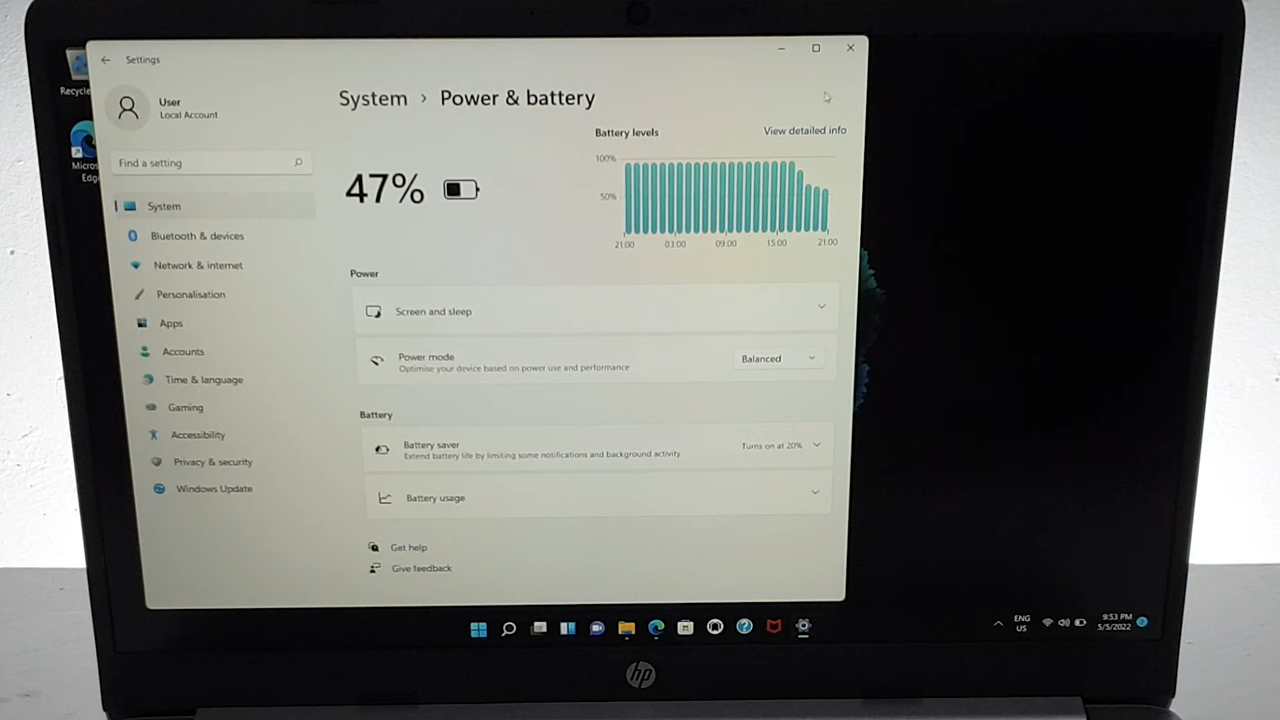 Settings
User
Local Account
Find a setting
System
Bluetooth & devices
Network & internet
Personalisation
Apps
Accounts
Time & language
Gaming
Accessibility
Privacy & security
Windows Update
System › Power & battery
47%
Battery levels
View detailed info
100%
50%
21:00 03:00 09:00 15:00 21:00
Power
Screen and sleep
Power mode
Optimise your device based on power use and performance
Balanced
Battery
Battery saver
Extend battery life by limiting some notifications and background activity
Turns on at 20%
Battery usage
Get help
Give feedback
Recycle
Micros
Edg
ENG
US
9:53 PM
5/5/2022
hp